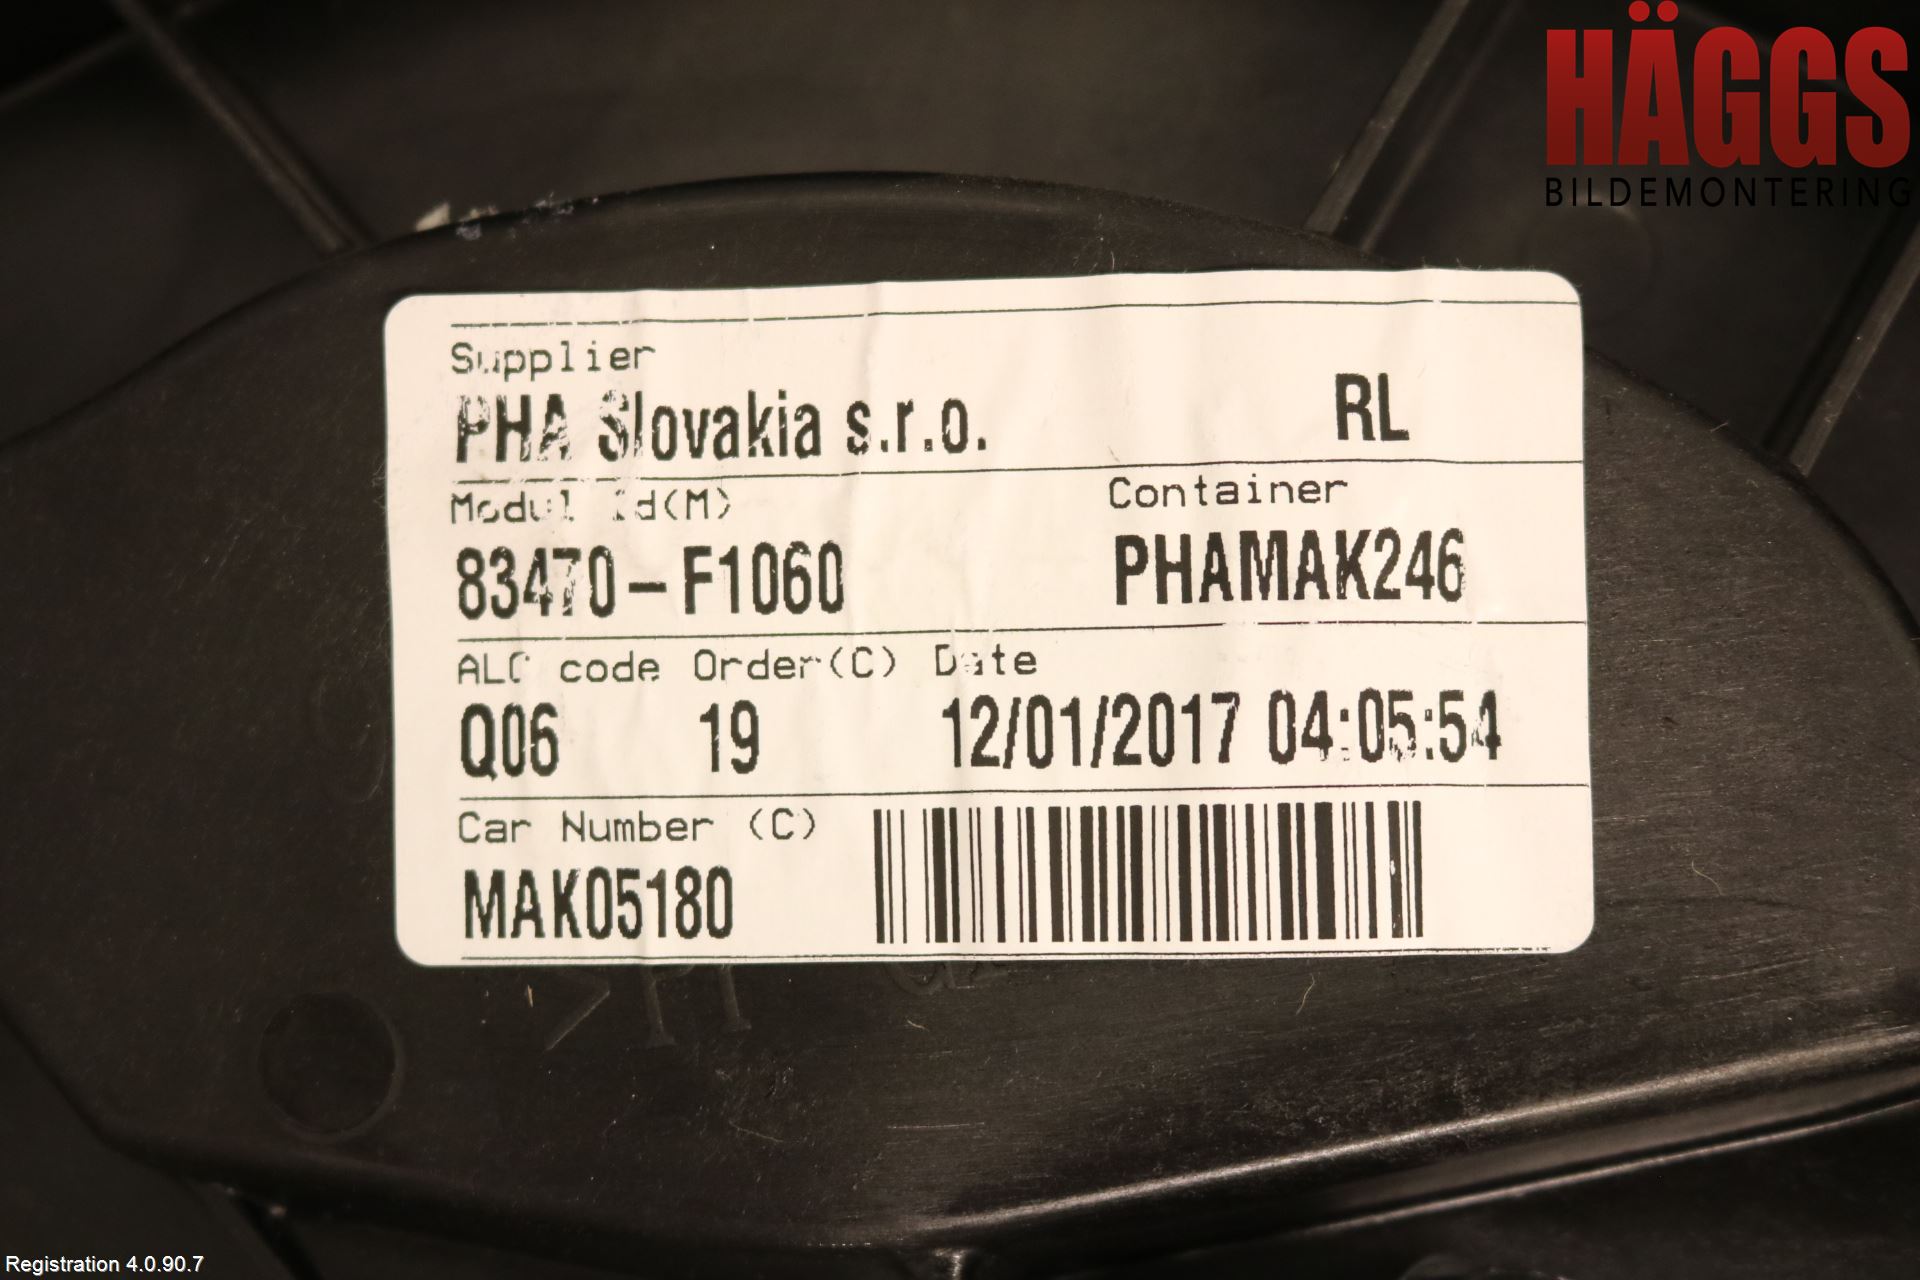 HÄGGS
BILDEMONTERING
Supplier
PHA Slovakia s.r.o. RL
Modul Id(M) Container
83470-F1060 PHAMAK246
ALC code Order(C) Date
Q06 19 12/01/2017 04:05:54
Car Number (C)
MAK05180
Registration 4.0.90.7